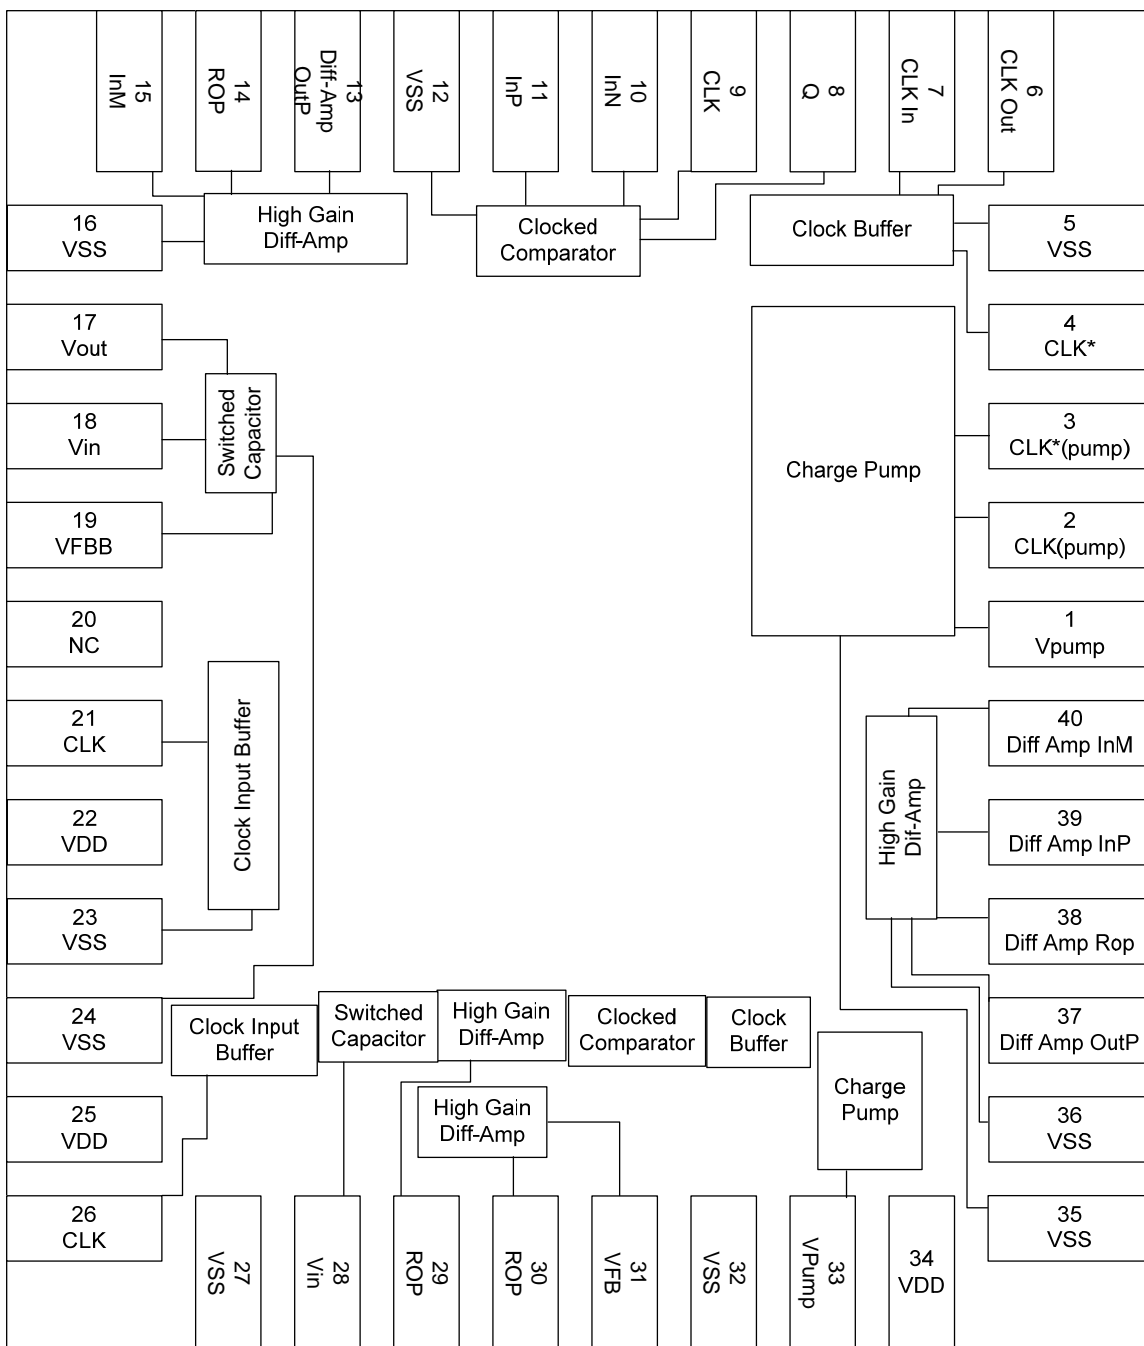 15
InM
14
ROP
13
Diff-Amp
OutP
12
VSS
11
InP
10
InN
9
CLK
8
Q
7
CLK In
6
CLK Out
High Gain
Diff-Amp
Clocked
Comparator
Clock Buffer
16
VSS
17
Vout
18
Vin
19
VFBB
20
NC
21
CLK
22
VDD
23
VSS
24
VSS
25
VDD
26
CLK
Switched
Capacitor
Clock Input Buffer
Charge Pump
5
VSS
4
CLK*
3
CLK*(pump)
2
CLK(pump)
1
Vpump
40
Diff Amp InM
39
Diff Amp InP
38
Diff Amp Rop
37
Diff Amp OutP
36
VSS
35
VSS
High Gain
Dif-Amp
Clock Input
Buffer
Switched
Capacitor
High Gain
Diff-Amp
Clocked
Comparator
Clock
Buffer
Charge
Pump
High Gain
Diff-Amp
27
VSS
28
Vin
29
ROP
30
ROP
31
VFB
32
VSS
33
VPump
34
VDD